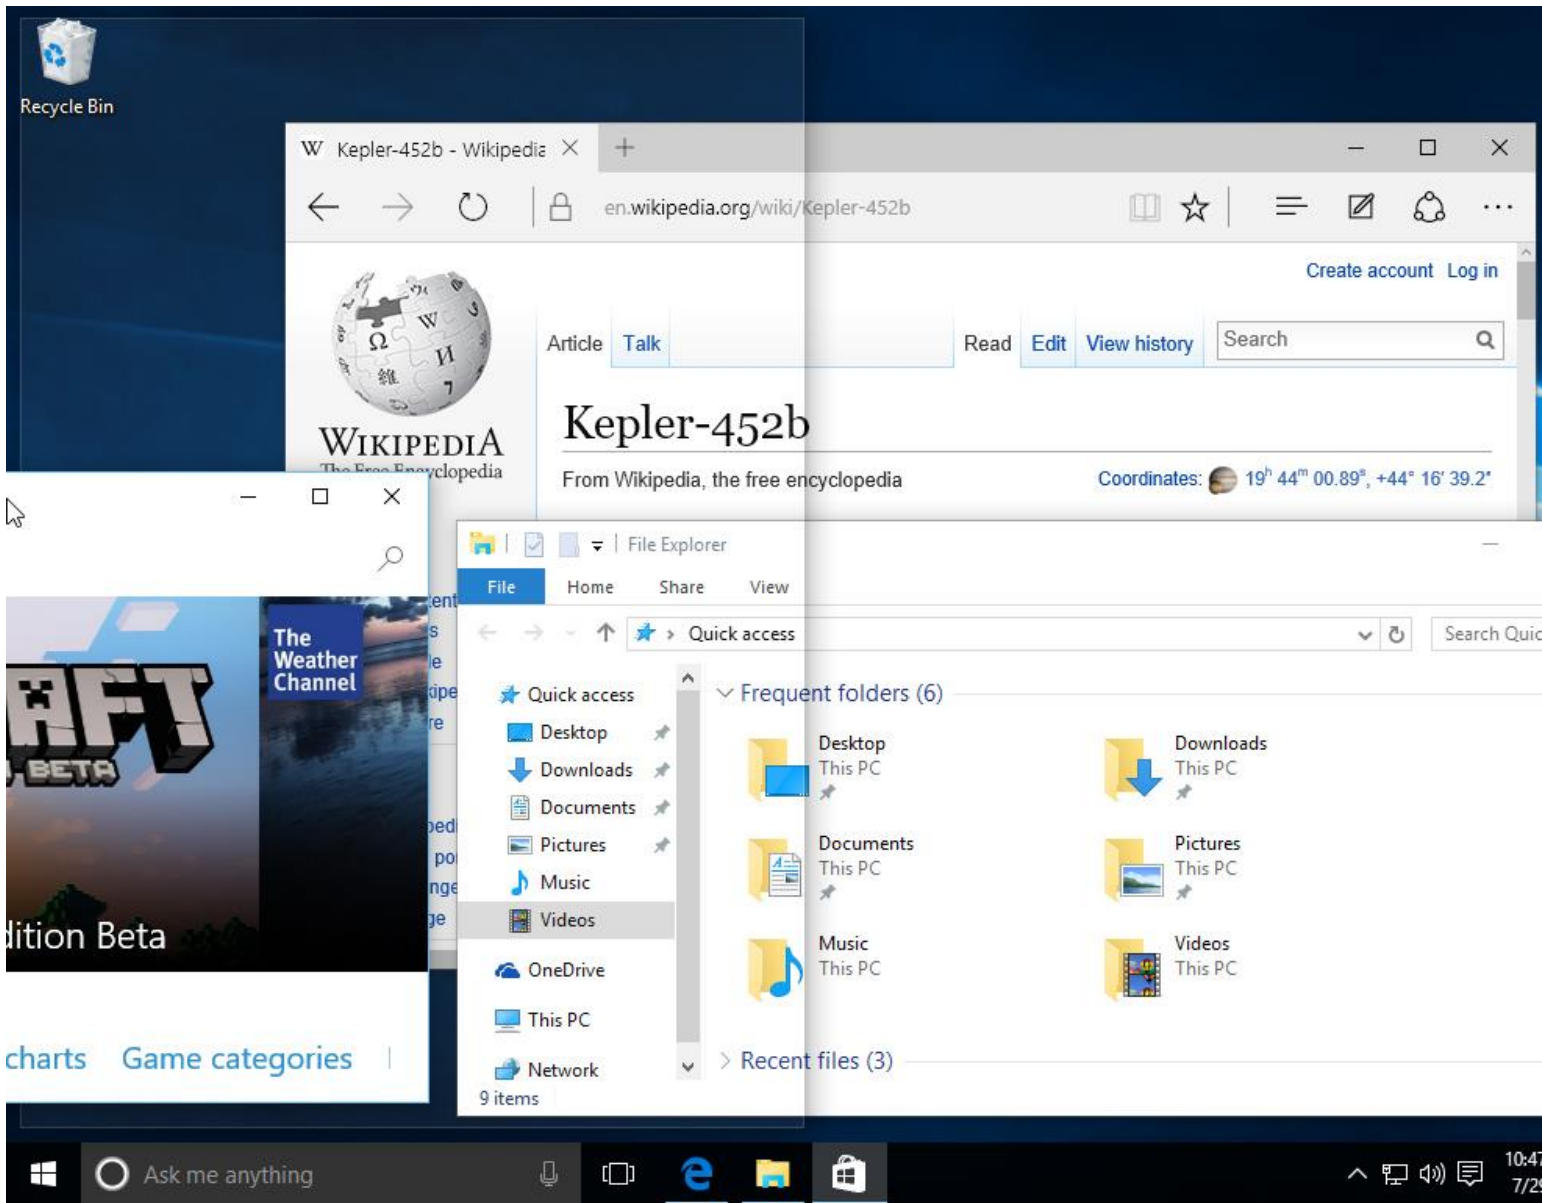 Recycle Bin
W Kepler-452b - Wikipedia
en.wikipedia.org/wiki/Kepler-452b
Create account Log in
Article Talk Read Edit View history Search
Kepler-452b
WIKIPEDIA
The Free Encyclopedia
From Wikipedia, the free encyclopedia
Coordinates: 19h 44m 00.89s, +44° 16′ 39.2″
The
Weather
Channel
RAFT
BETA
dition Beta
charts Game categories
File Explorer
File Home Share View
Quick access
Search Quic
Quick access
Desktop
Downloads
Documents
Pictures
Music
Videos
OneDrive
This PC
Network
9 items
Frequent folders (6)
Desktop
This PC
Downloads
This PC
Documents
This PC
Pictures
This PC
Music
This PC
Videos
This PC
Recent files (3)
Ask me anything
10:47
7/29